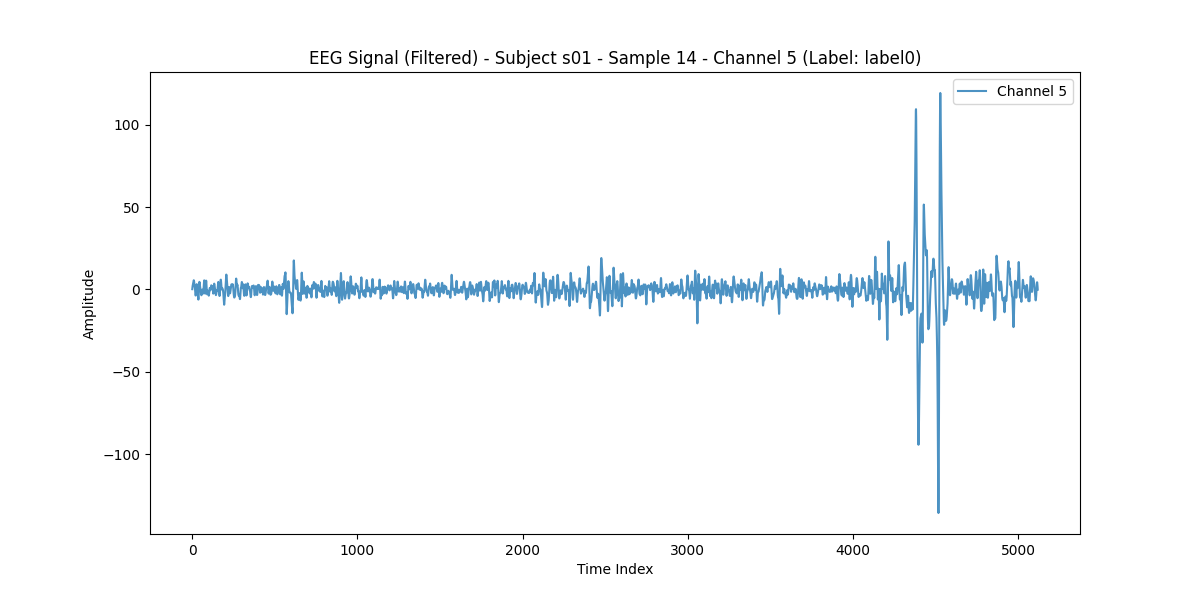 EEG Signal (Filtered) - Subject s01 - Sample 14 - Channel 5 (Label: label0)
Channel 5
100
50
0
−50
−100
Amplitude
0 1000 2000 3000 4000 5000
Time Index